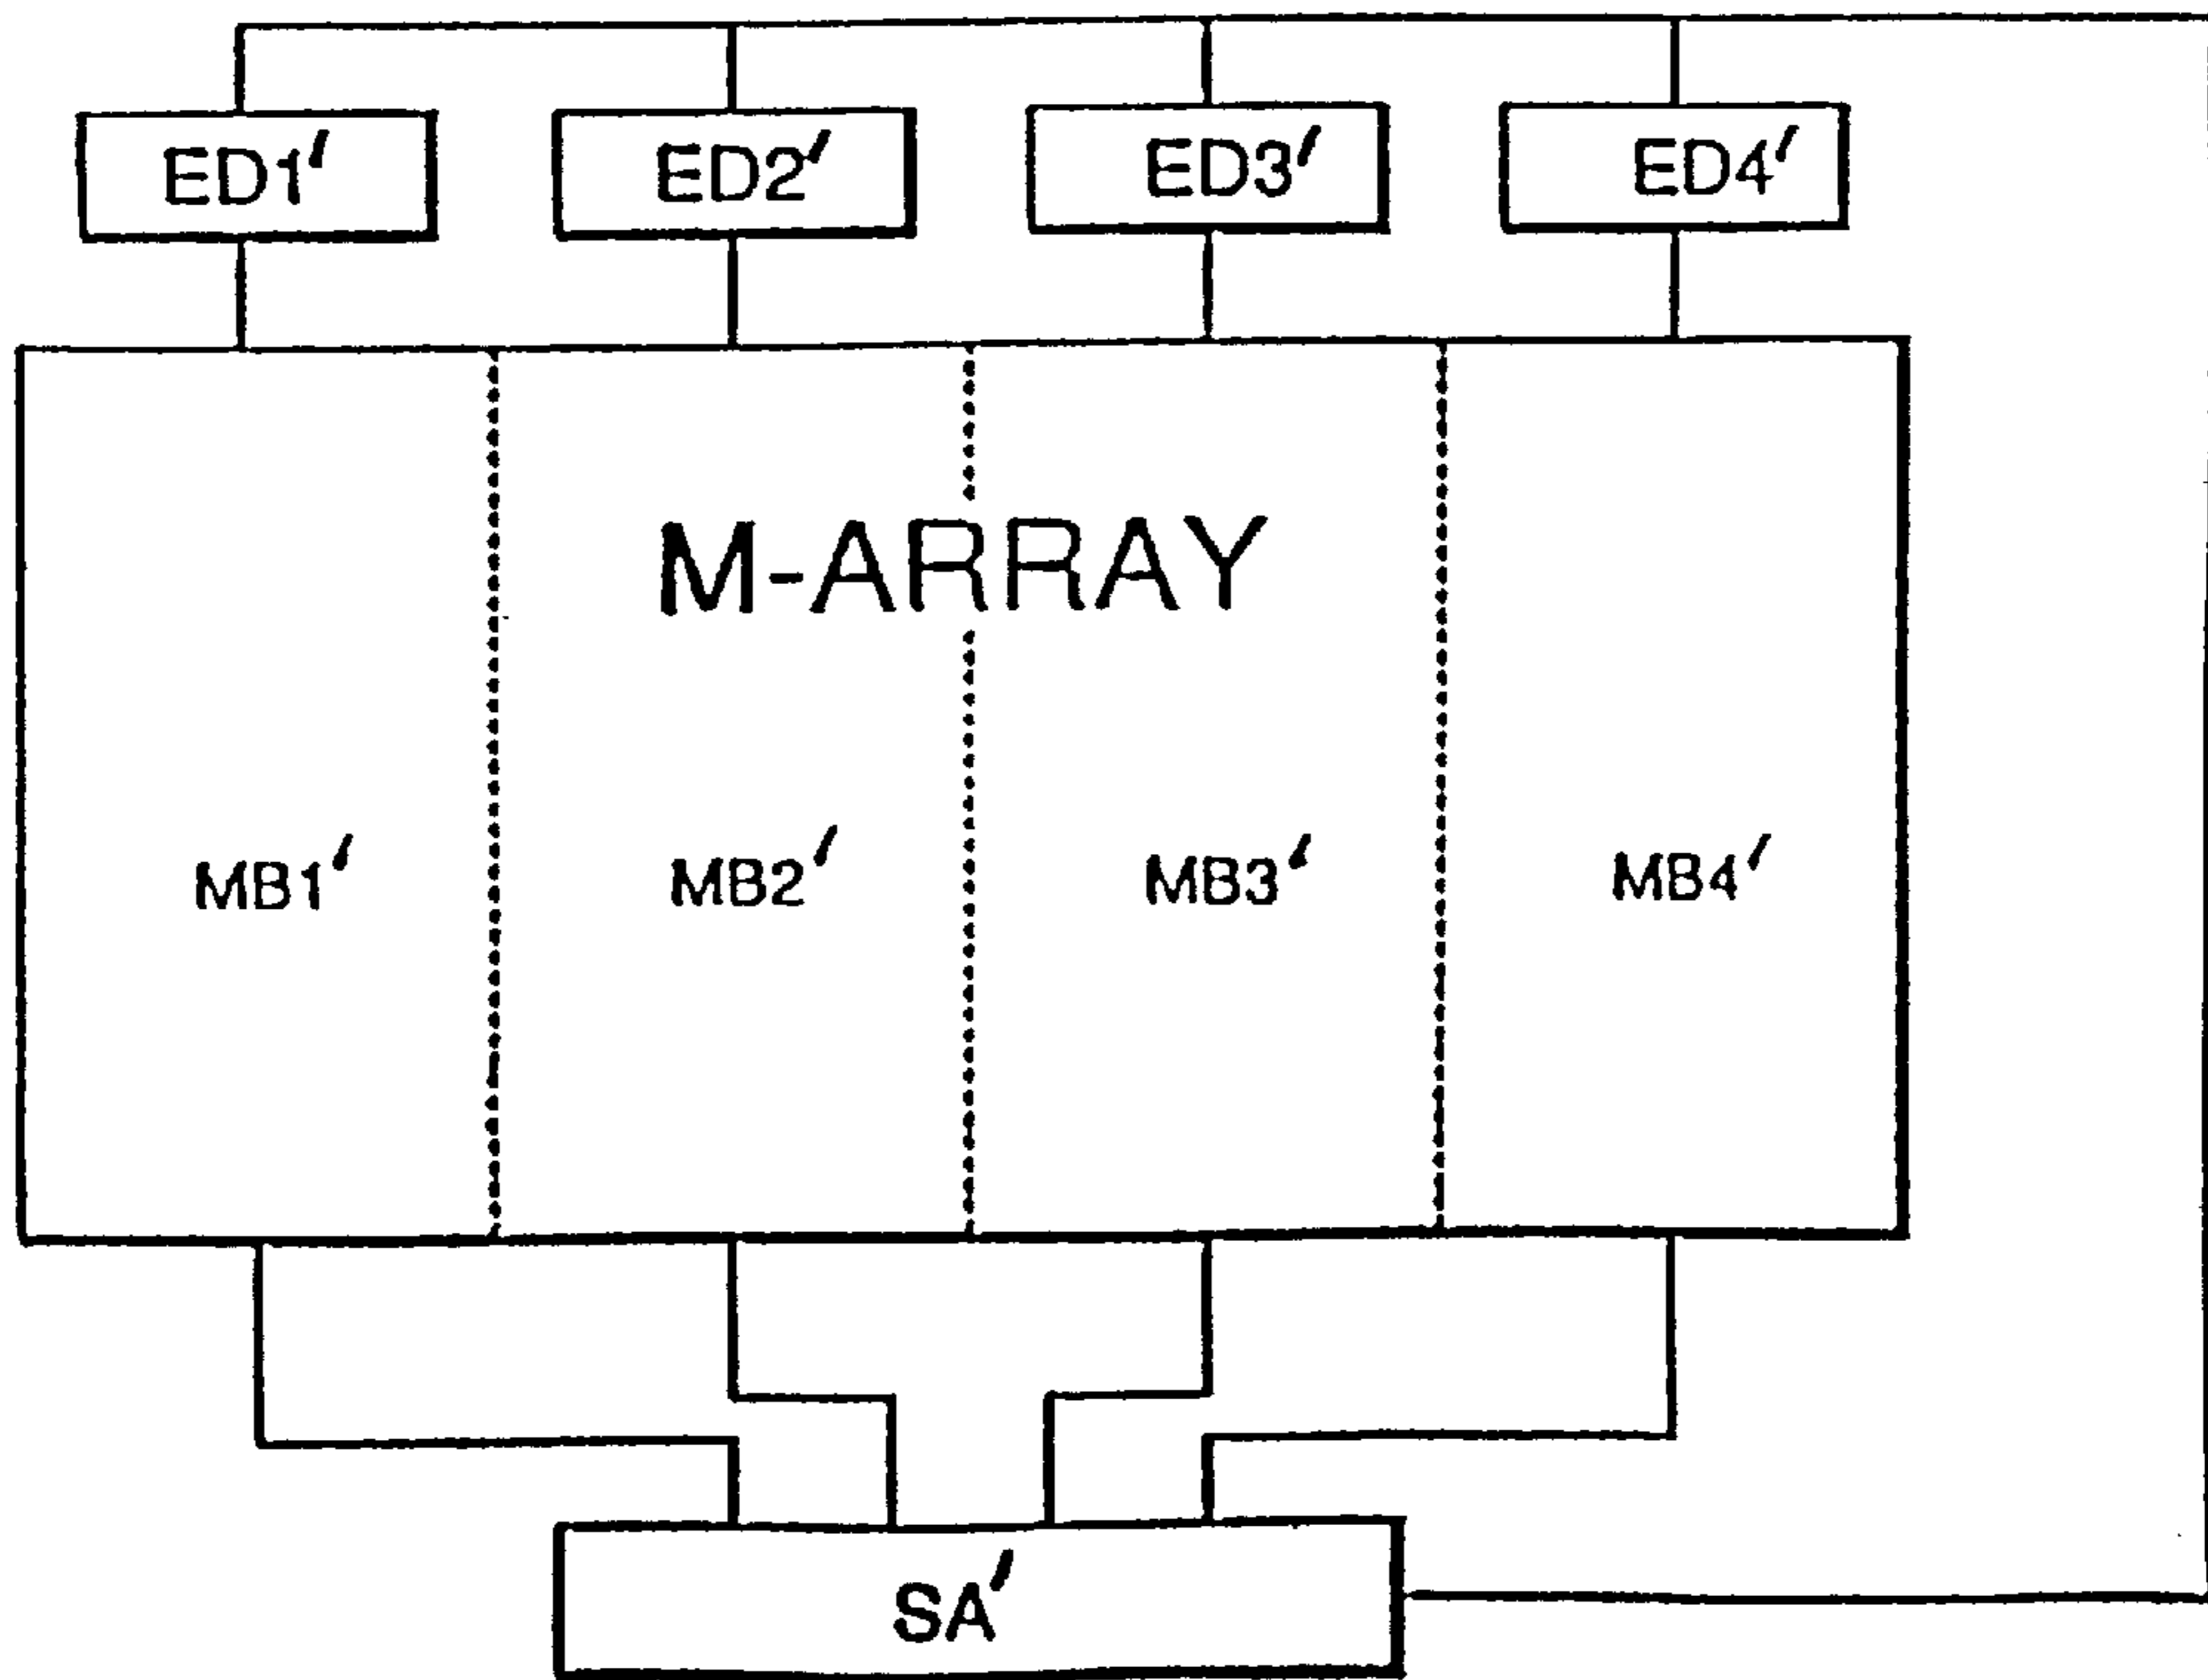 ED1′ ED2′ ED3′ ED4′
M-ARRAY
MB1′ MB2′ MB3′ MB4′
SA′